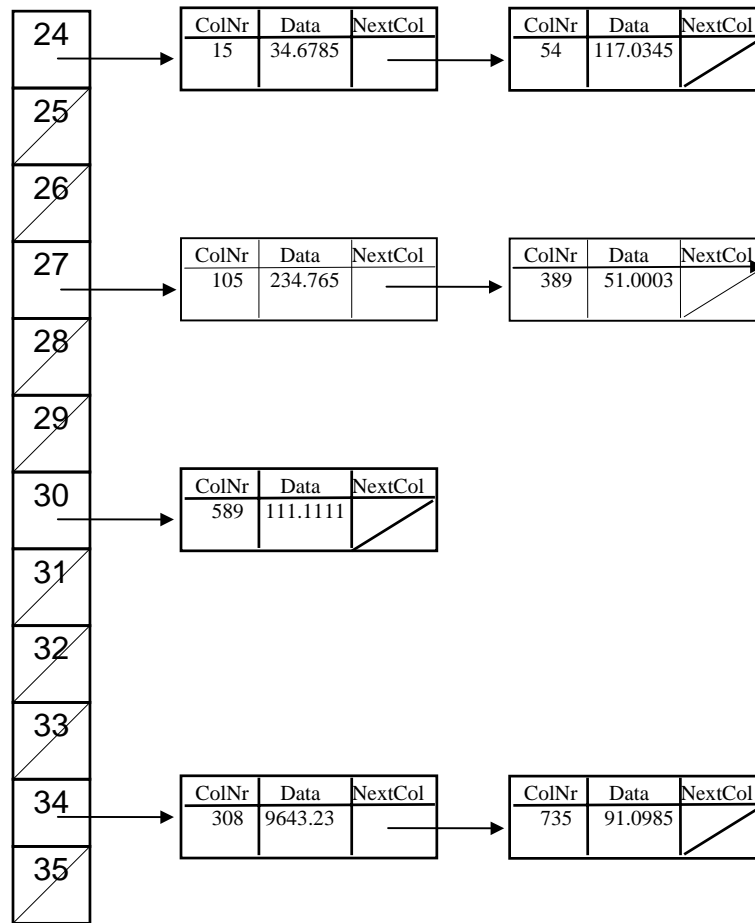 24 ColNr Data NextCol ColNr Data NextCol
15 34.6785 54 117.0345
25
26
27 ColNr Data NextCol ColNr Data NextCol
105 234.765 389 51.0003
28
29
30 ColNr Data NextCol
589 111.1111
31
32
33
34 ColNr Data NextCol ColNr Data NextCol
308 9643.23 735 91.0985
35